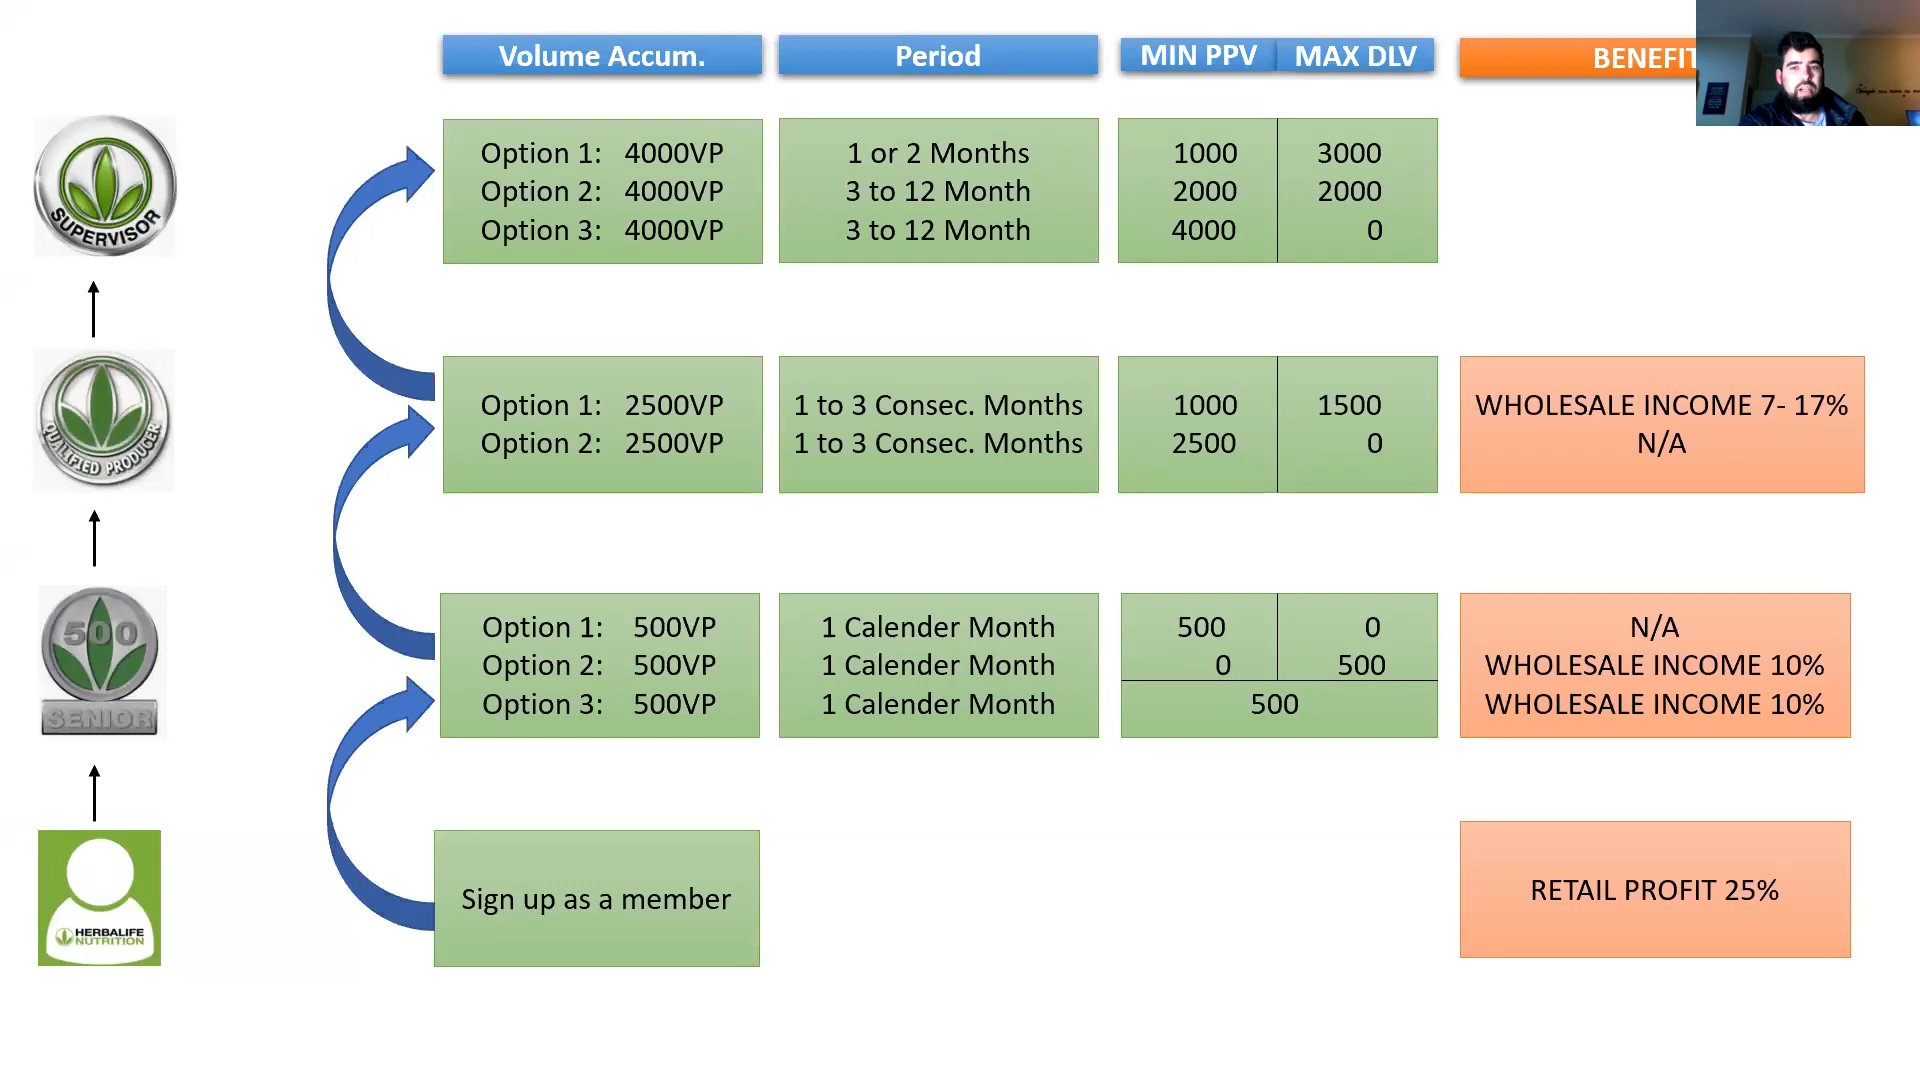 Volume Accum.
Period
MIN PPV
MAX DLV
BENEFIT
SUPERVISOR
Option 1: 4000VP
Option 2: 4000VP
Option 3: 4000VP
1 or 2 Months
3 to 12 Month
3 to 12 Month
1000 3000
2000 2000
4000 0
QUALIFIED PRODUCER
Option 1: 2500VP
Option 2: 2500VP
1 to 3 Consec. Months
1 to 3 Consec. Months
1000 1500
2500 0
WHOLESALE INCOME 7- 17%
N/A
500
SENIOR
Option 1: 500VP
Option 2: 500VP
Option 3: 500VP
1 Calender Month
1 Calender Month
1 Calender Month
500 0
0 500
500
N/A
WHOLESALE INCOME 10%
WHOLESALE INCOME 10%
HERBALIFE
NUTRITION
Sign up as a member
RETAIL PROFIT 25%